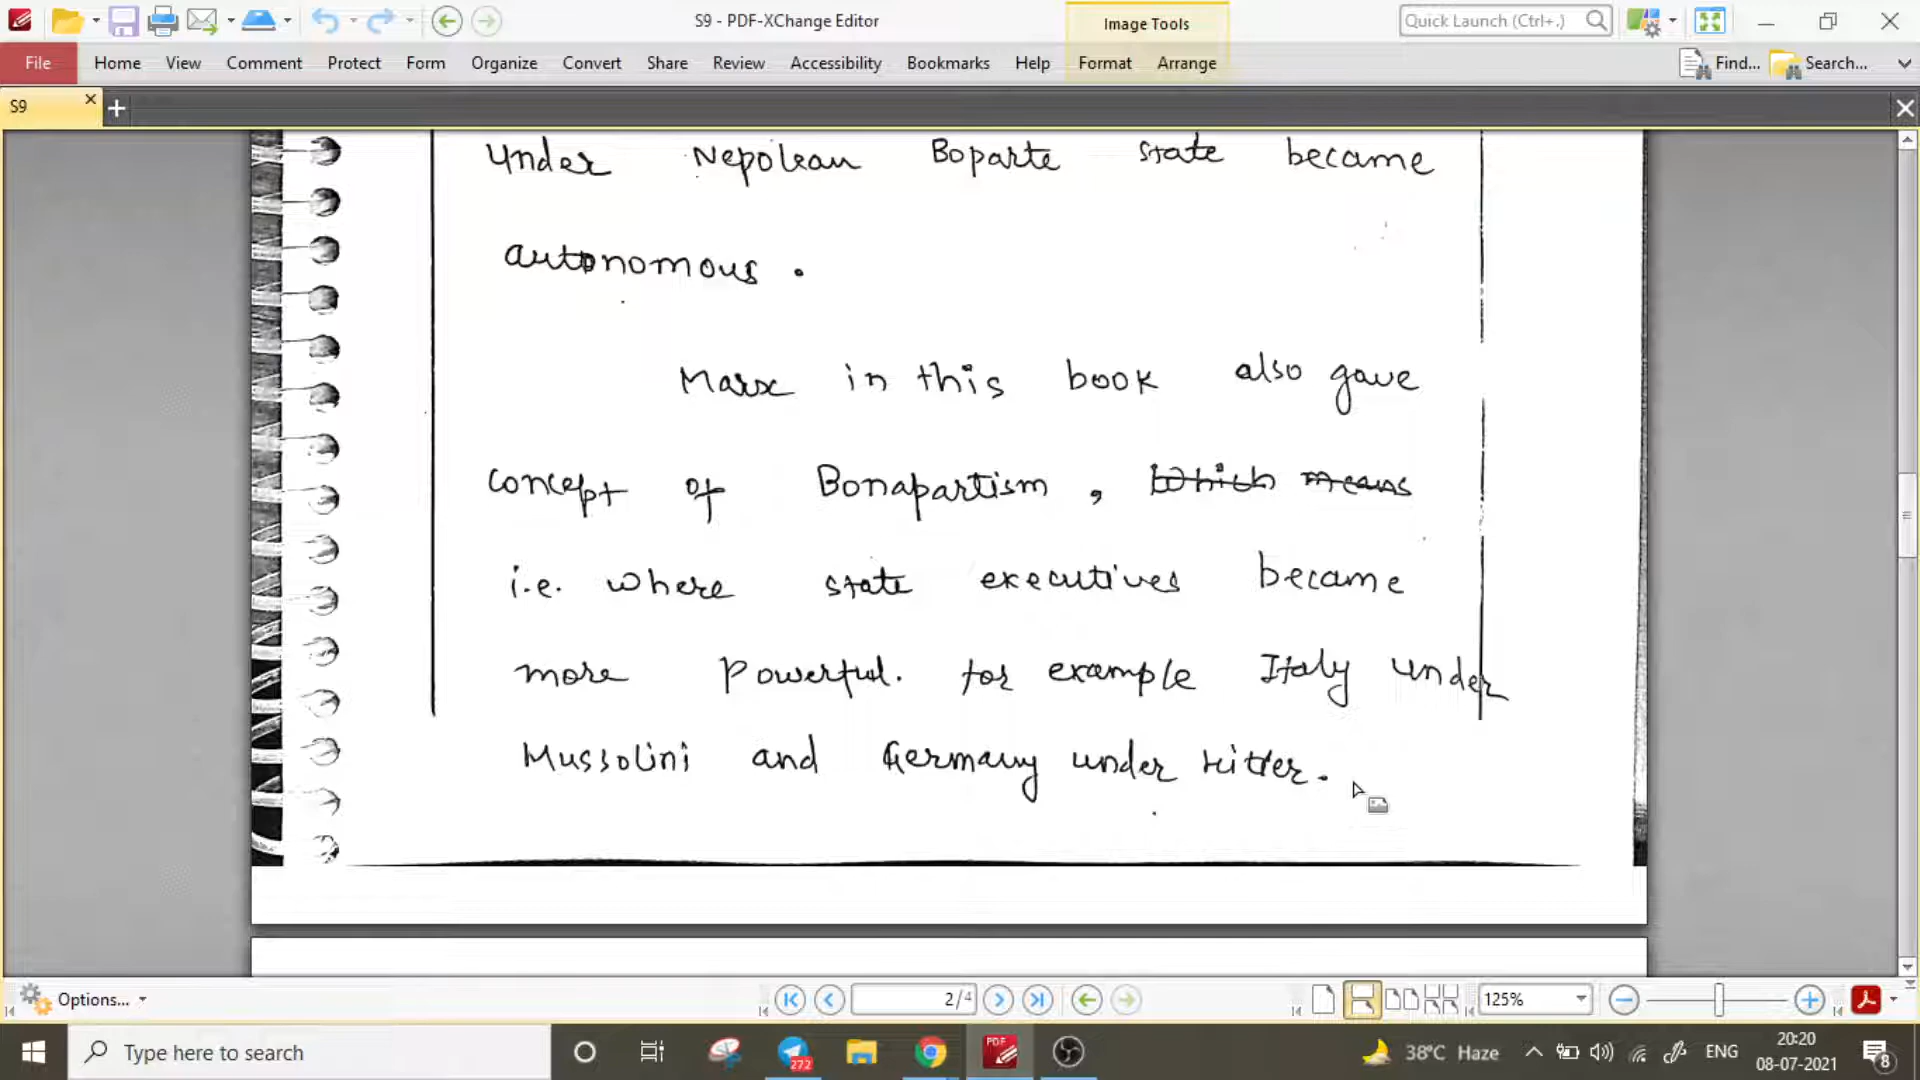 S9 - PDF-XChange Editor
Image Tools
Quick Launch (Ctrl+.)
File Home View Comment Protect Form Organize Convert Share Review Accessibility Bookmarks Help Format Arrange Find... Search...
S9
under Nepolean Boparte state became
autonomous.
Marx in this book also gave
concept of Bonapartism, which means
i.e. where state executives became
more powerful. for example Italy under
Mussolini and Germany under Hitler.
Options... 2/4 125%
Type here to search
272
PDF
38°C Haze
ENG
20:20
08-07-2021
8